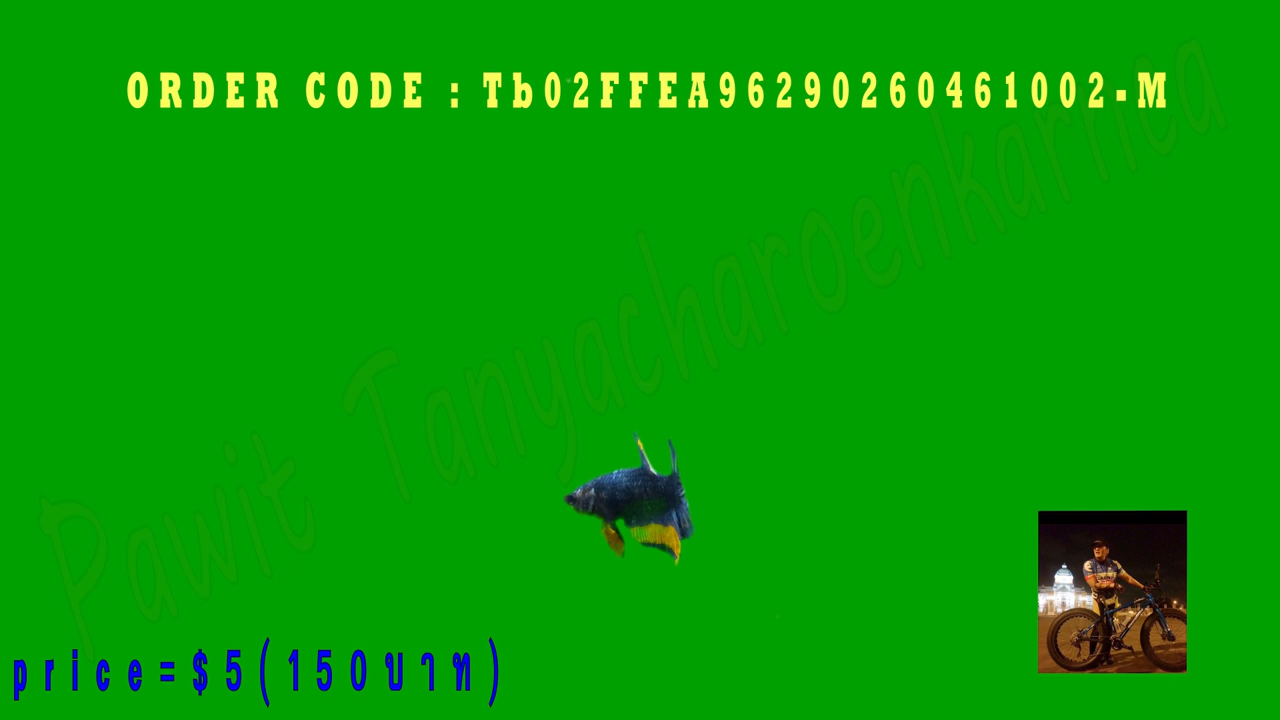 ORDER CODE : Tb02FFEA96290260461002-M
Pawit Tanyacharoenkarnca
price=$5(150บาท)